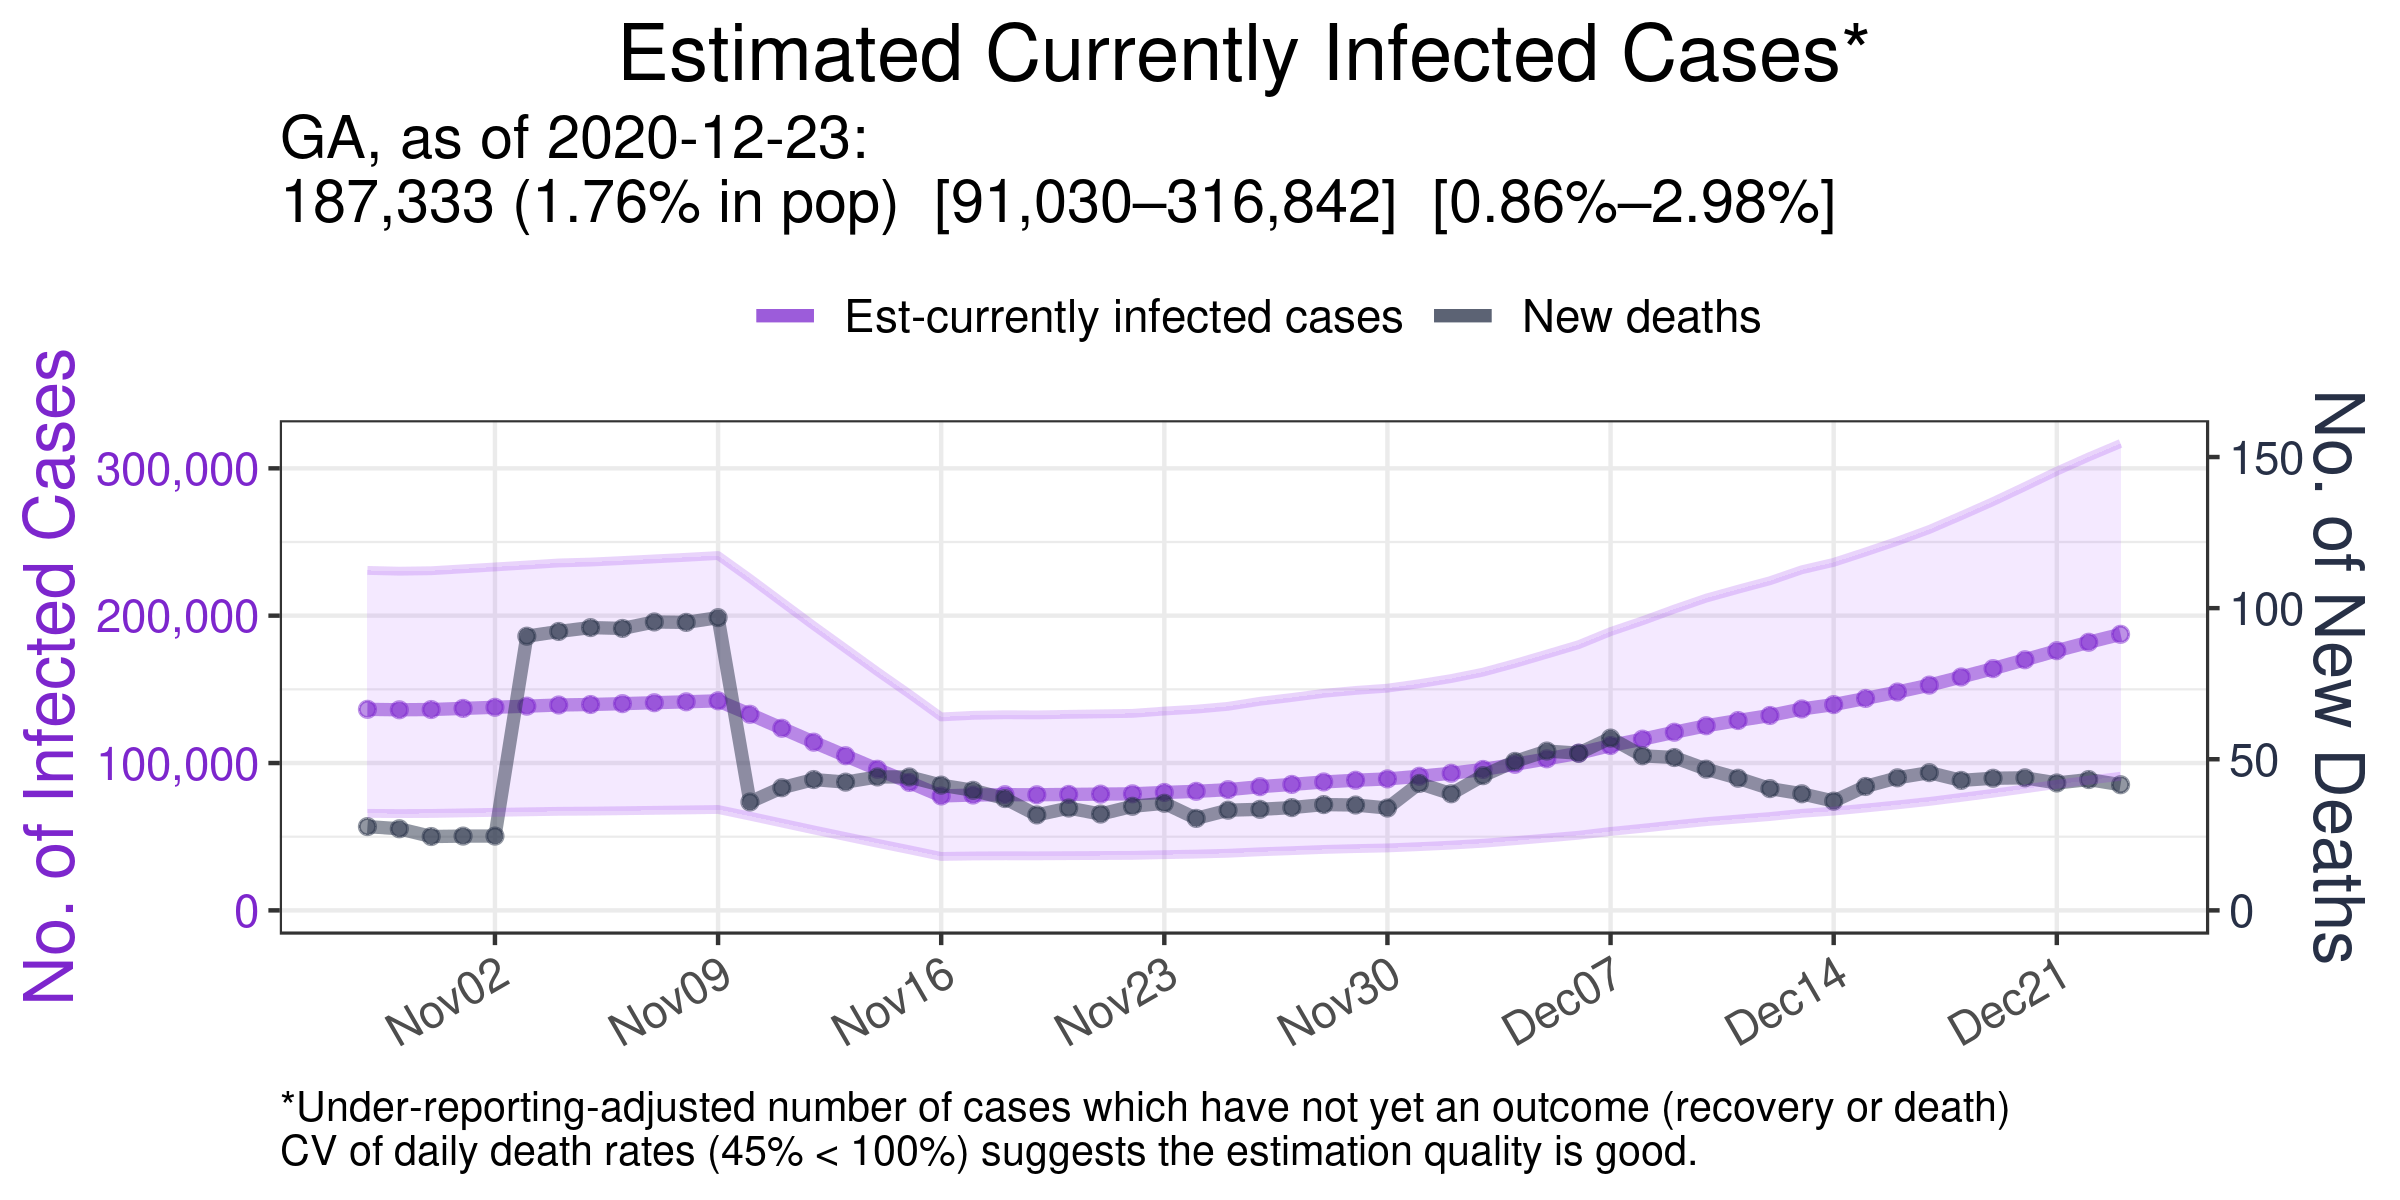 Estimated Currently Infected Cases*
GA, as of 2020-12-23:
187,333 (1.76% in pop)  [91,030–316,842]  [0.86%–2.98%]
Est-currently infected cases
New deaths
No. of Infected Cases
300,000
200,000
100,000
0
150
100
50
0
No. of New Deaths
Nov02
Nov09
Nov16
Nov23
Nov30
Dec07
Dec14
Dec21
*Under-reporting-adjusted number of cases which have not yet an outcome (recovery or death)
CV of daily death rates (45% < 100%) suggests the estimation quality is good.